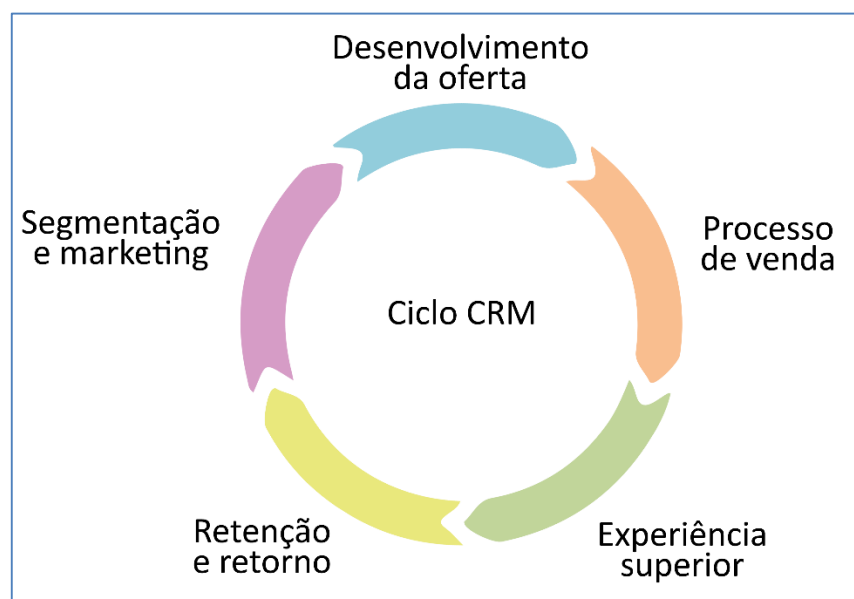 Desenvolvimento
da oferta
Segmentação
e marketing
Processo
de venda
Ciclo CRM
Retenção
e retorno
Experiência
superior